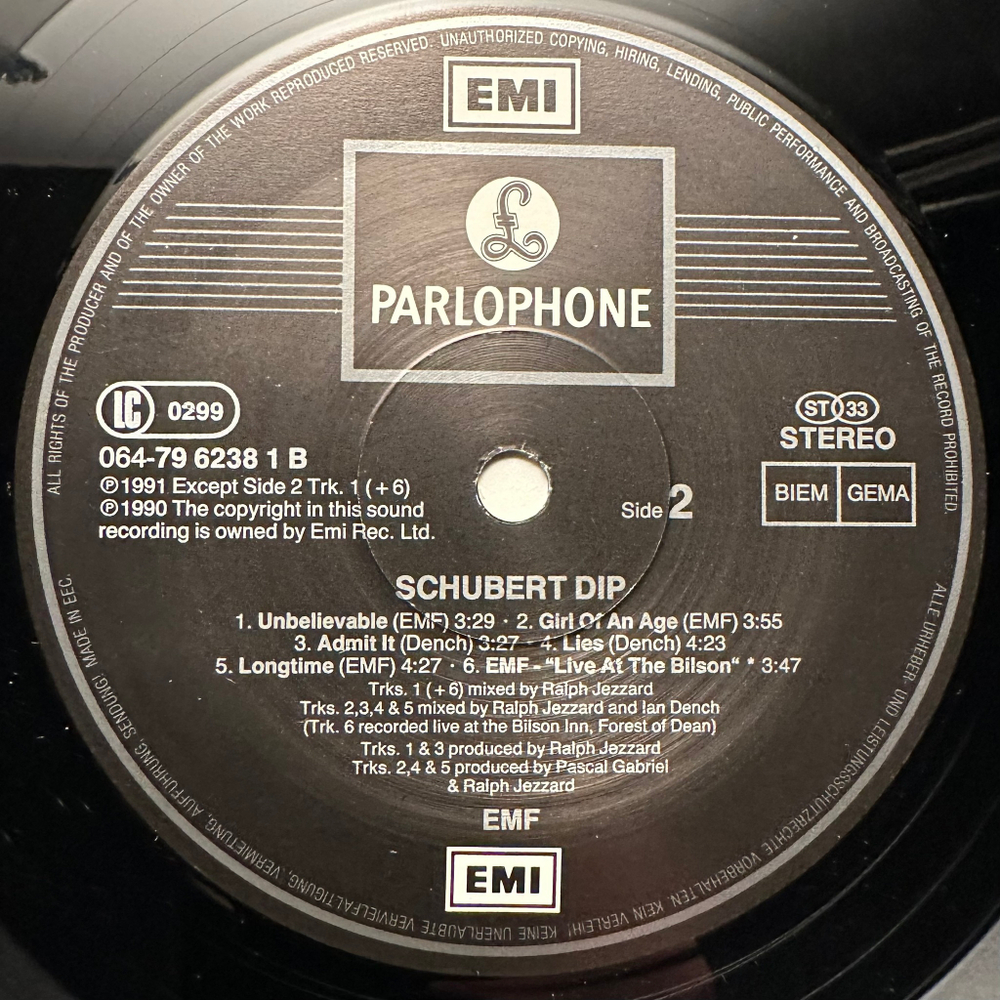 ALL RIGHTS OF THE PRODUCER AND OF THE OWNER OF THE WORK REPRODUCED RESERVED. UNAUTHORIZED COPYING, HIRING, LENDING, PUBLIC PERFORMANCE AND BROADCASTING OF THE RECORD PROHIBITED.
EMI
£
PARLOPHONE
LC 0299
ST 33
STEREO
064-79 6238 1 B
BIEM GEMA
℗1991 Except Side 2 Trk. 1 (+ 6)
℗1990 The copyright in this sound
recording is owned by Emi Rec. Ltd.
Side 2
SCHUBERT DIP
1. Unbelievable (EMF) 3:29 · 2. Girl Of An Age (EMF) 3:55
3. Admit It (Dench) 3:27 · 4. Lies (Dench) 4:23
5. Longtime (EMF) 4:27 · 6. EMF - "Live At The Bilson" * 3:47
Trks. 1 (+ 6) mixed by Ralph Jezzard
Trks. 2,3,4 & 5 mixed by Ralph Jezzard and Ian Dench
(Trk. 6 recorded live at the Bilson Inn, Forest of Dean)
Trks. 1 & 3 produced by Ralph Jezzard
Trks. 2,4 & 5 produced by Pascal Gabriel
& Ralph Jezzard
EMF
EMI
ALLE URHEBER- UND LEISTUNGSSCHUTZRECHTE VORBEHALTEN. KEIN VERLEIH! KEINE UNERLAUBTE VERVIELFÄLTIGUNG, VERMIETUNG, AUFFÜHRUNG, SENDUNG! MADE IN EEC.